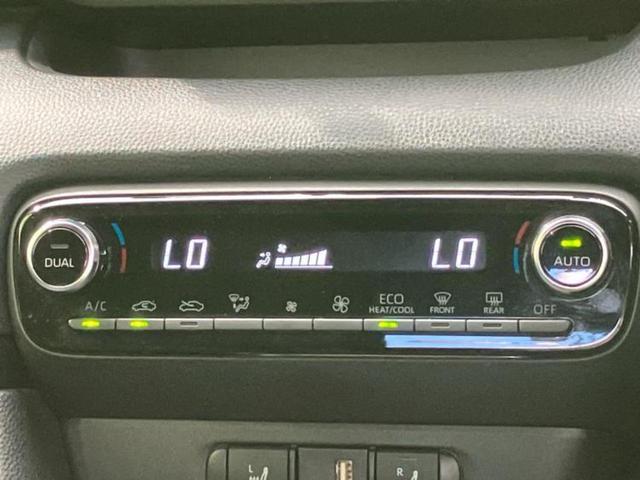 DUAL LO LO AUTO
A/C ECO HEAT/COOL FRONT REAR OFF
L R